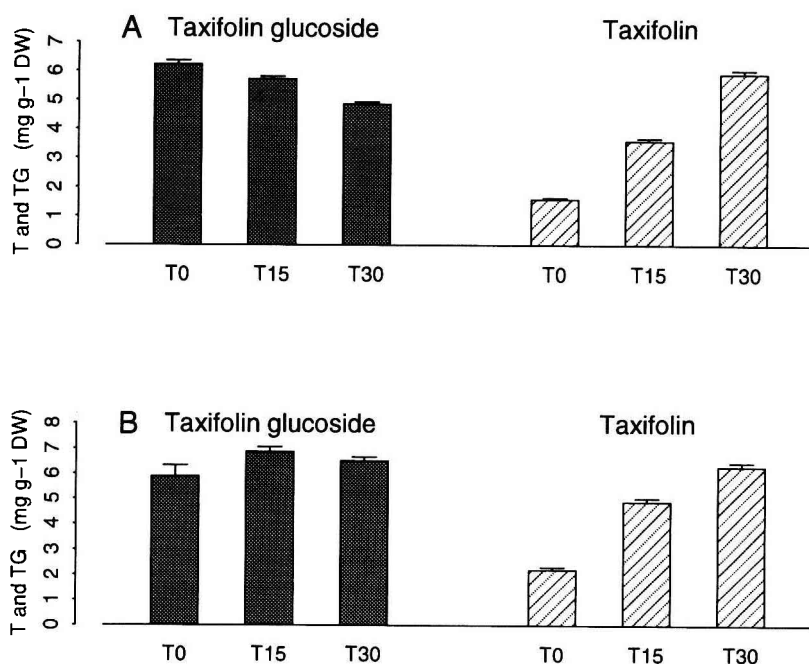 A
Taxifolin glucoside
Taxifolin
T and TG (mg g–1 DW)
7
6
5
4
3
2
1
0
T0
T15
T30
T0
T15
T30
B
Taxifolin glucoside
Taxifolin
T and TG (mg g–1 DW)
8
7
6
5
4
3
2
1
0
T0
T15
T30
T0
T15
T30